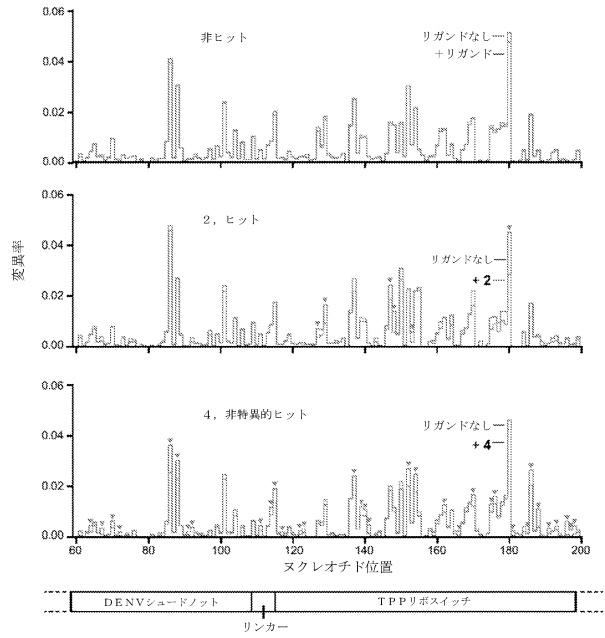 0.06
非ヒット
リガンドなし
＋リガンド
0.04
0.02
0.00
0.06
2，ヒット
リガンドなし
+ 2
0.04
0.02
0.00
変異率
0.06
4，非特異的ヒット
リガンドなし
+ 4
0.04
0.02
0.00
60 80 100 120 140 160 180 200
ヌクレオチド位置
DENVシュードノット
TPPリボスイッチ
リンカー